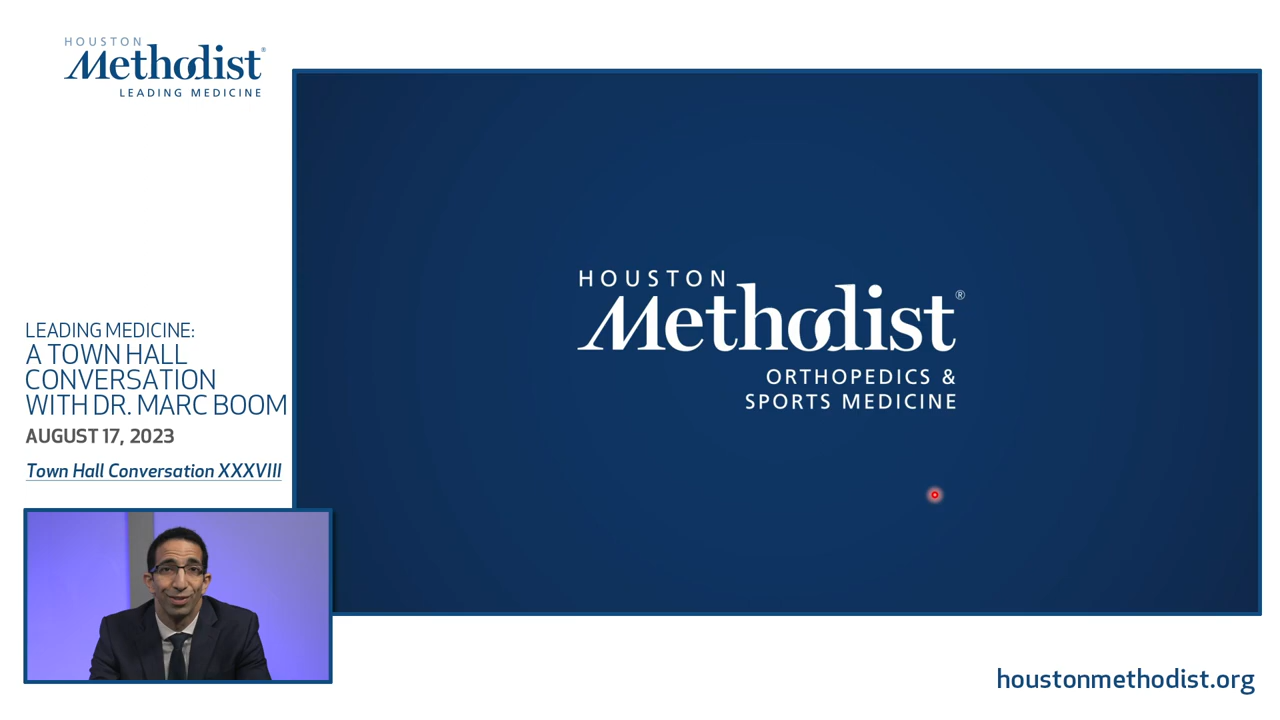 HOUSTON
Methodist®
LEADING MEDICINE
LEADING MEDICINE:
A TOWN HALL
CONVERSATION
WITH DR. MARC BOOM
AUGUST 17, 2023
Town Hall Conversation XXXVIII
HOUSTON
Methodist®
ORTHOPEDICS &
SPORTS MEDICINE
houstonmethodist.org